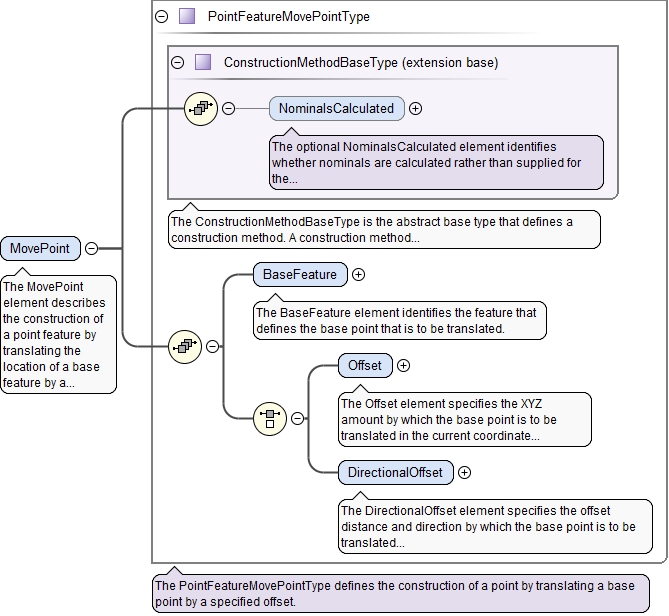 PointFeatureMovePointType
ConstructionMethodBaseType (extension base)
NominalsCalculated
The optional NominalsCalculated element identifies
whether nominals are calculated rather than supplied for
the...
The ConstructionMethodBaseType is the abstract base type that defines a
construction method. A construction method...
MovePoint
The MovePoint
element describes
the construction of
a point feature by
translating the
location of a base
feature by a...
BaseFeature
The BaseFeature element identifies the feature that
defines the base point that is to be translated.
Offset
The Offset element specifies the XYZ
amount by which the base point is to be
translated in the current coordinate...
DirectionalOffset
The DirectionalOffset element specifies the offset
distance and direction by which the base point is to be
translated...
The PointFeatureMovePointType defines the construction of a point by translating a base
point by a specified offset.